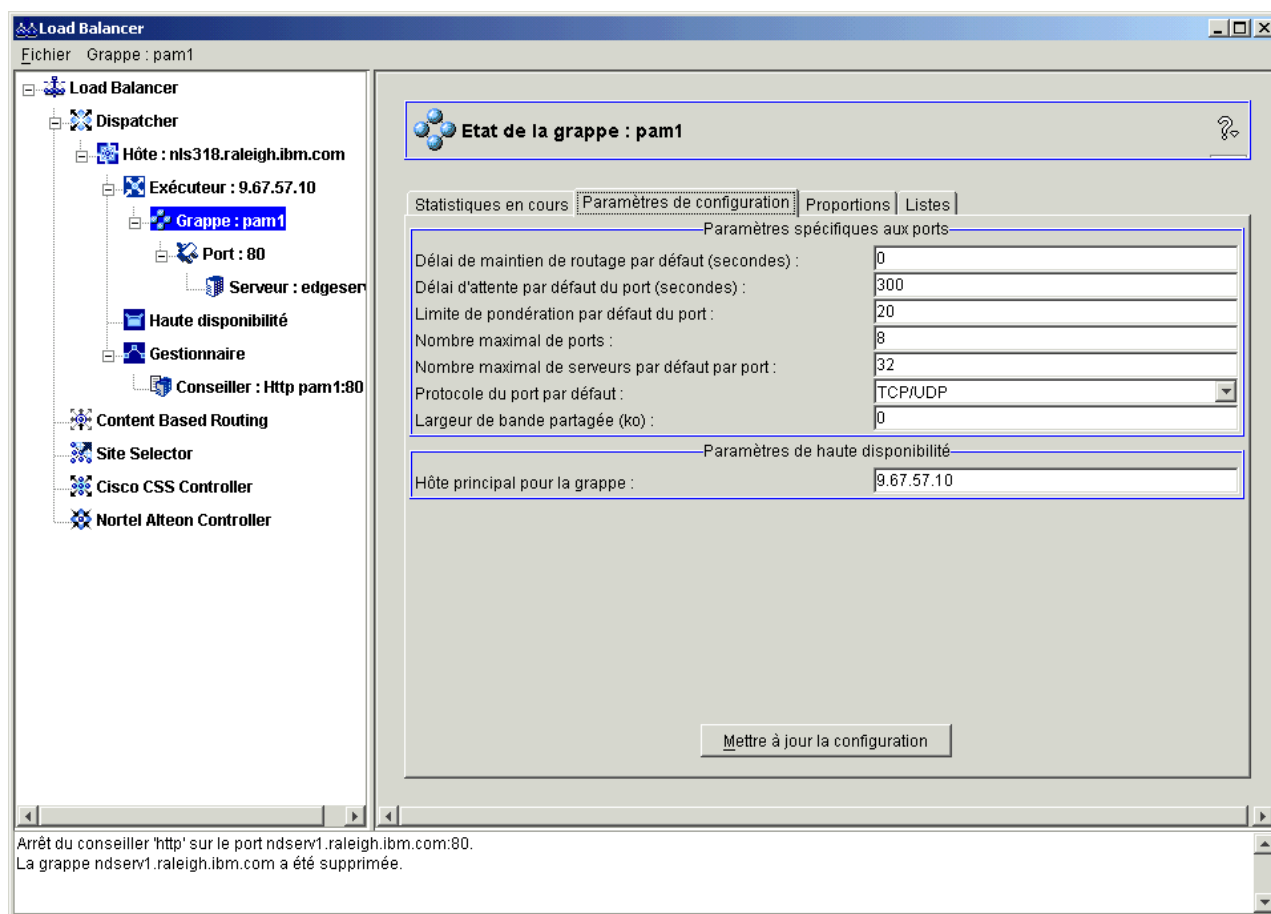 Load Balancer
Fichier Grappe : pam1
Load Balancer
Dispatcher
Hôte : nls318.raleigh.ibm.com
Exécuteur : 9.67.57.10
Grappe : pam1
Port : 80
Serveur : edgeser
Haute disponibilité
Gestionnaire
Conseiller : Http pam1:80
Content Based Routing
Site Selector
Cisco CSS Controller
Nortel Alteon Controller
Etat de la grappe : pam1
Statistiques en cours Paramètres de configuration Proportions Listes
Paramètres spécifiques aux ports
Délai de maintien de routage par défaut (secondes) : 0
Délai d'attente par défaut du port (secondes) : 300
Limite de pondération par défaut du port : 20
Nombre maximal de ports : 8
Nombre maximal de serveurs par défaut par port : 32
Protocole du port par défaut : TCP/UDP
Largeur de bande partagée (ko) : 0
Paramètres de haute disponibilité
Hôte principal pour la grappe : 9.67.57.10
Mettre à jour la configuration
Arrêt du conseiller 'http' sur le port ndserv1.raleigh.ibm.com:80.
La grappe ndserv1.raleigh.ibm.com a été supprimée.